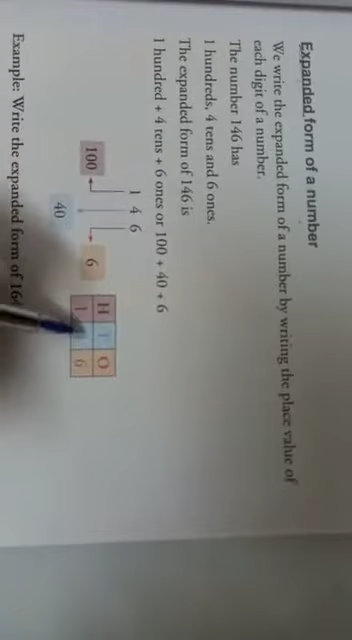 Expanded form of a number
We write the expanded form of a number by writing the place value of
each digit of a number.
The number 146 has
1 hundreds, 4 tens and 6 ones.
The expanded form of 146 is
1 hundred + 4 tens + 6 ones or 100 + 40 + 6
1 4 6
100
6
40
H T O
1 6
Example: Write the expanded form of